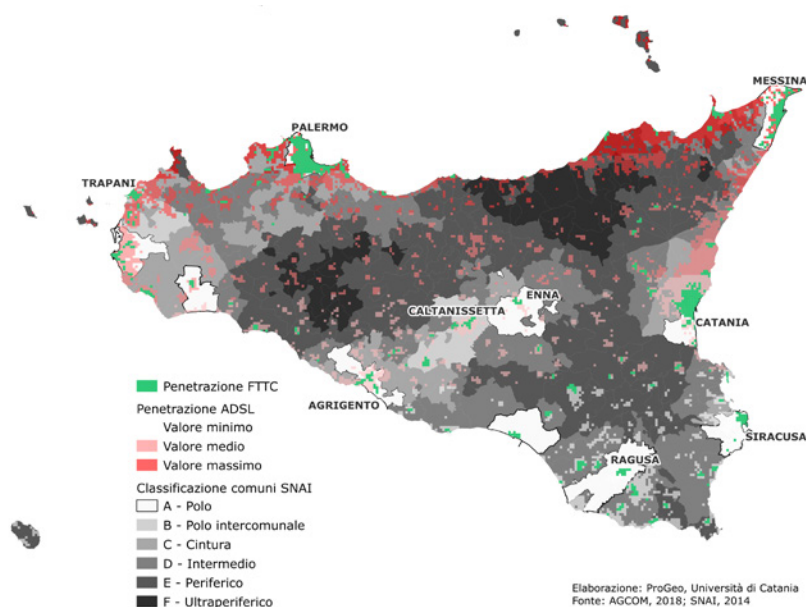 MESSINA
PALERMO
TRAPANI
ENNA
CALTANISSETTA
CATANIA
AGRIGENTO
SIRACUSA
RAGUSA
Penetrazione FTTC
Penetrazione ADSL
Valore minimo
Valore medio
Valore massimo
Classificazione comuni SNAI
A - Polo
B - Polo intercomunale
C - Cintura
D - Intermedio
E - Periferico
F - Ultraperiferico
Elaborazione: ProGeo, Università di Catania
Fonte: AGCOM, 2018; SNAI, 2014